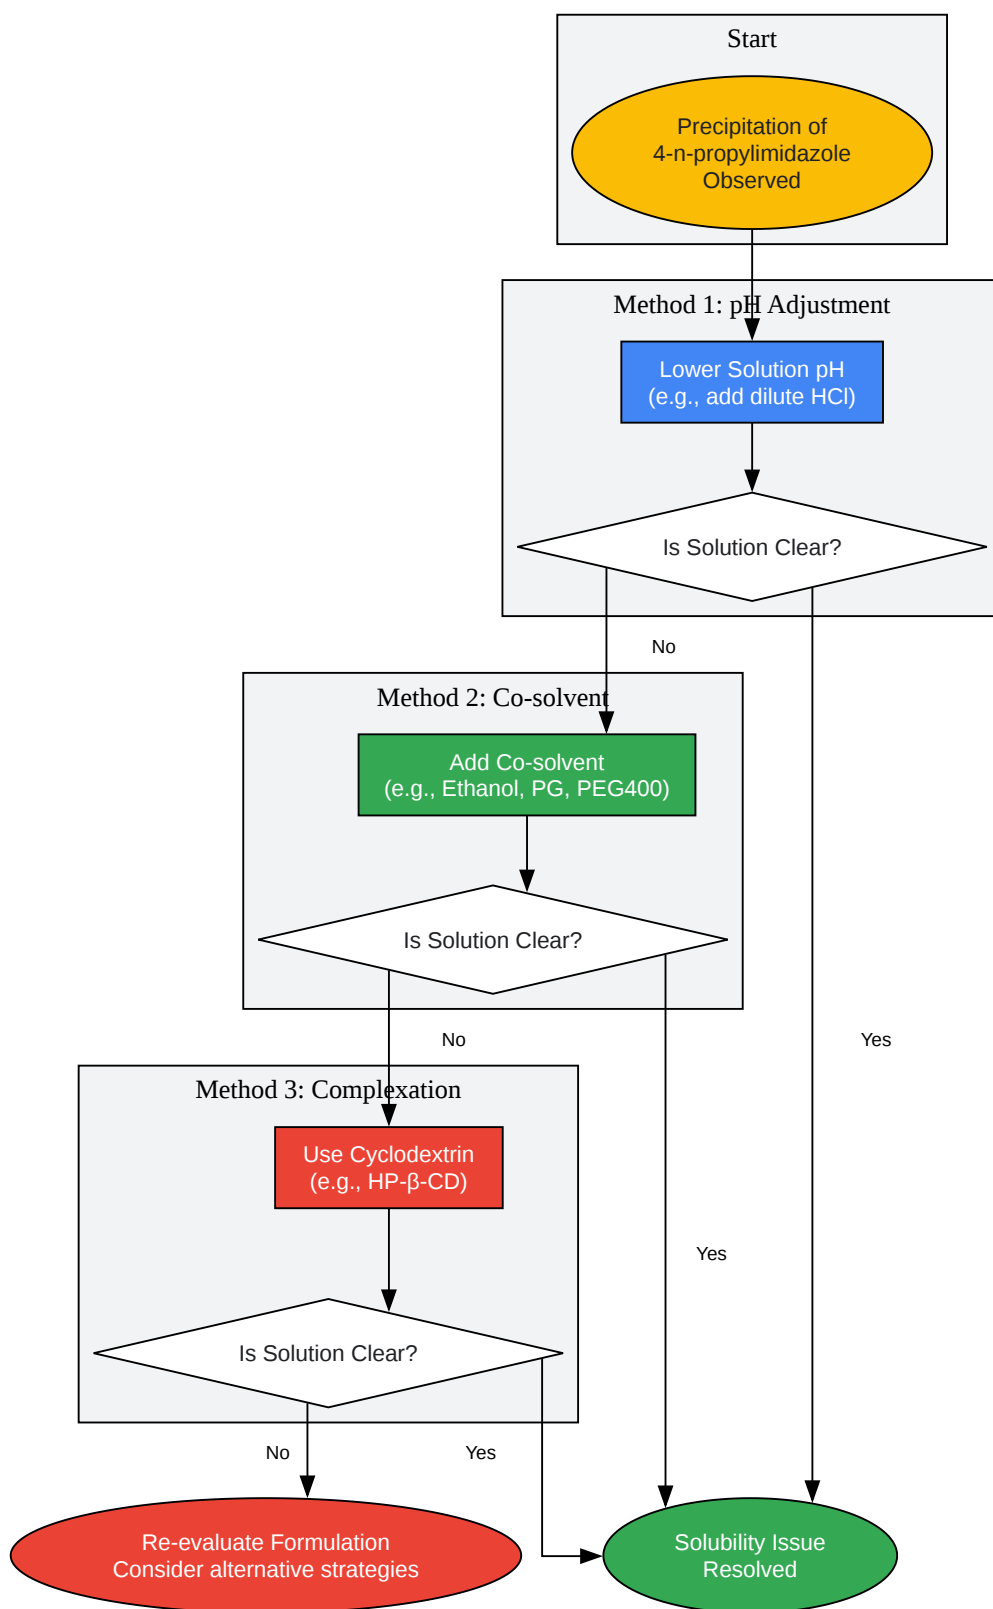 Start
Precipitation of
4-n-propylimidazole
Observed
Method 1: pH Adjustment
Lower Solution pH
(e.g., add dilute HCl)
Is Solution Clear?
No
Method 2: Co-solvent
Add Co-solvent
(e.g., Ethanol, PG, PEG400)
Is Solution Clear?
No
Yes
Method 3: Complexation
Use Cyclodextrin
(e.g., HP-β-CD)
Yes
Is Solution Clear?
No
Yes
Re-evaluate Formulation
Consider alternative strategies
Solubility Issue
Resolved